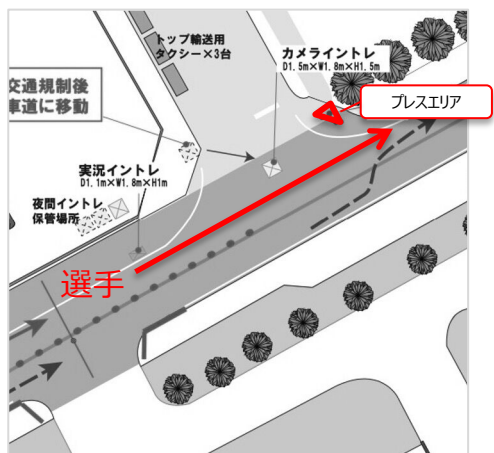 トップ輸送用
タクシー×3台
カメライントレ
D1.5m×W1.8m×H1.5m
プレスエリア
交通規制後
車道に移動
実況イントレ
D1.1m×W1.8m×H1m
夜間イントレ
保管場所
選手